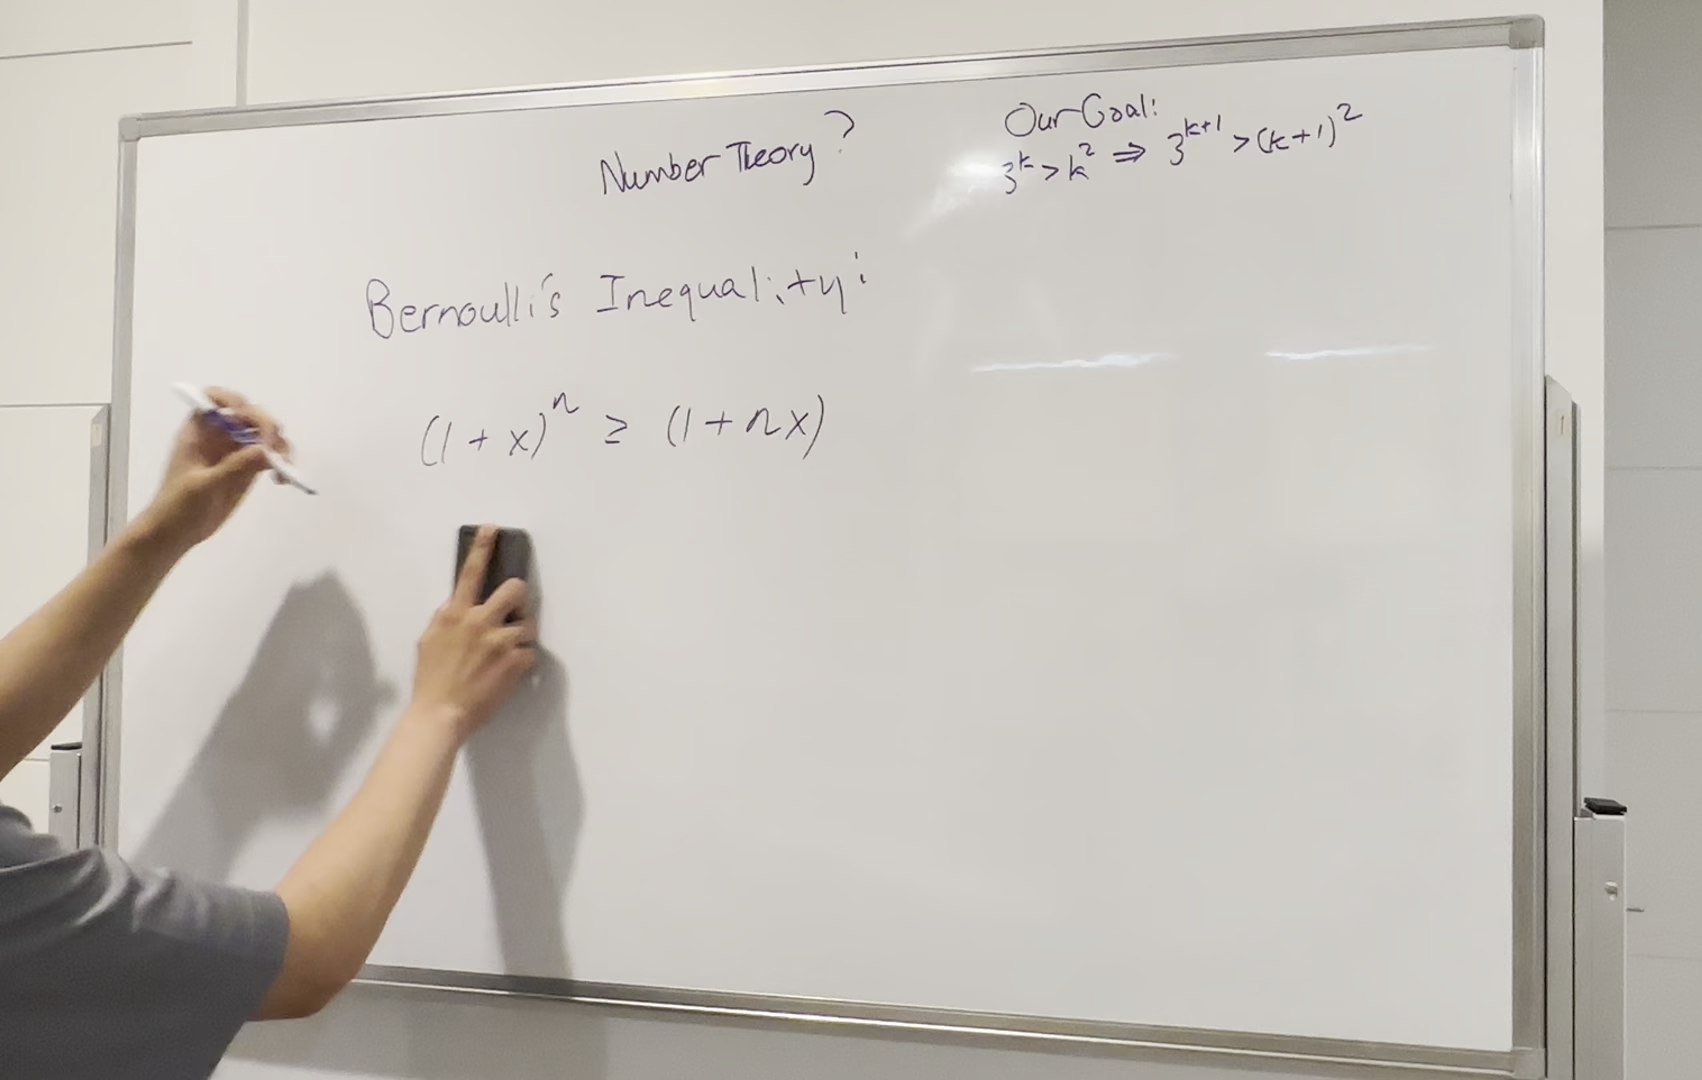 Number Theory?
Our Goal:
3^k > k^2 ⇒ 3^{k+1} > (k+1)^2
Bernoulli's Inequality:
(1 + x)^n ≥ (1 + nx)